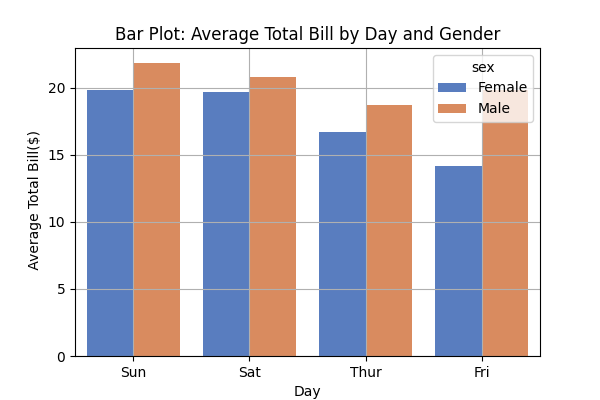 Bar Plot: Average Total Bill by Day and Gender
sex
Female
Male
Average Total Bill($)
20
15
10
5
0
Sun Sat Thur Fri
Day